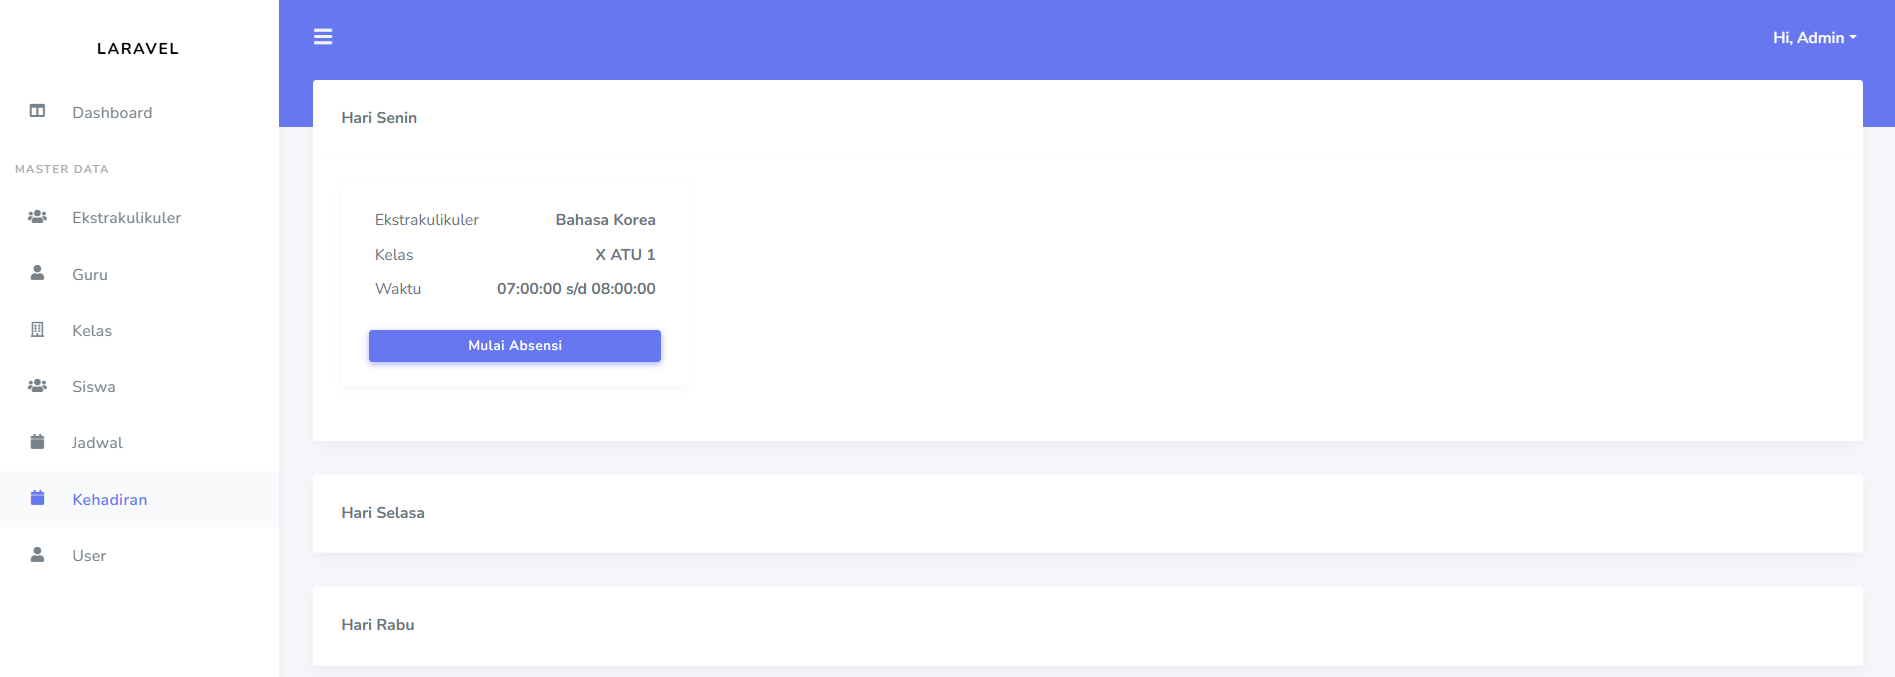 LARAVEL
Dashboard
MASTER DATA
Ekstrakulikuler
Guru
Kelas
Siswa
Jadwal
Kehadiran
User
Hi, Admin
Hari Senin
Ekstrakulikuler Bahasa Korea
Kelas X ATU 1
Waktu 07:00:00 s/d 08:00:00
Mulai Absensi
Hari Selasa
Hari Rabu